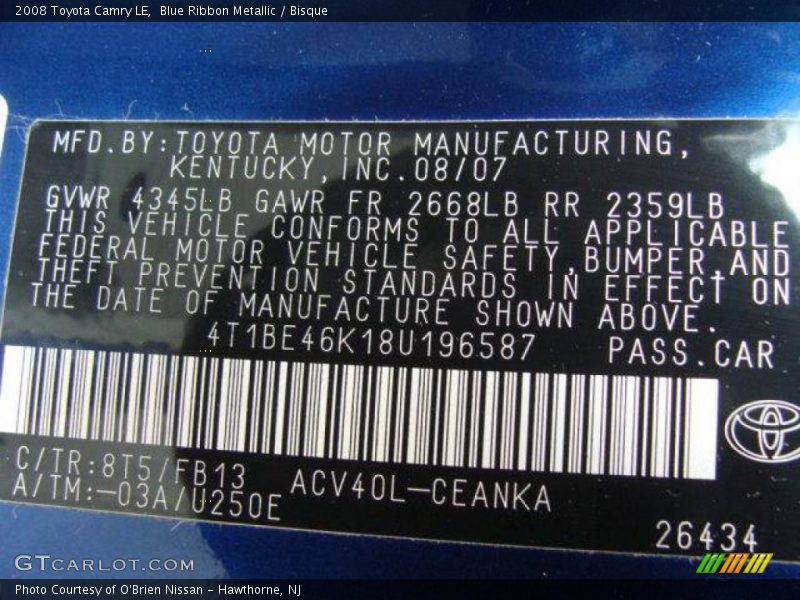 2008 Toyota Camry LE, Blue Ribbon Metallic / Bisque
MFD.BY:TOYOTA MOTOR MANUFACTURING,
KENTUCKY,INC.08/07
GVWR 4345LB GAWR FR 2668LB RR 2359LB
THIS VEHICLE CONFORMS TO ALL APPLICABLE
FEDERAL MOTOR VEHICLE SAFETY,BUMPER,AND
THEFT PREVENTION STANDARDS IN EFFECT ON
THE DATE OF MANUFACTURE SHOWN ABOVE.
4T1BE46K18U196587 PASS.CAR
C/TR:8T5/FB13 ACV40L-CEANKA
A/TM:-03A/U250E
26434
GTCARLOT.COM
Photo Courtesy of O'Brien Nissan - Hawthorne, NJ